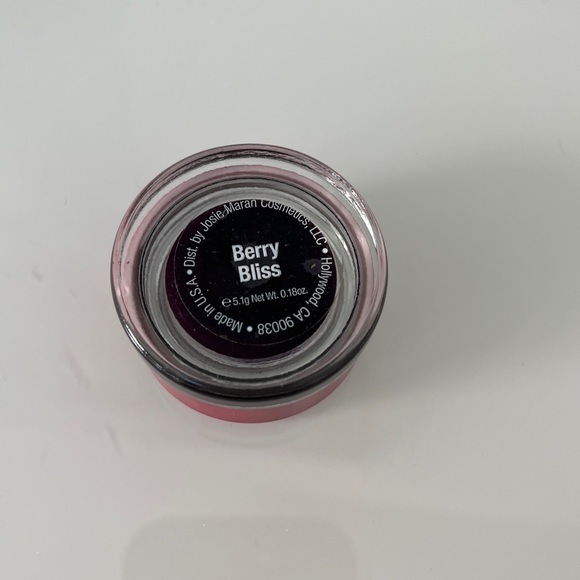 Berry
Bliss
℮ 5.1g Net Wt. 0.18oz.
Made In U.S.A. • Dist. by Josie Maran Cosmetics, LLC • Hollywood, CA 90038 •